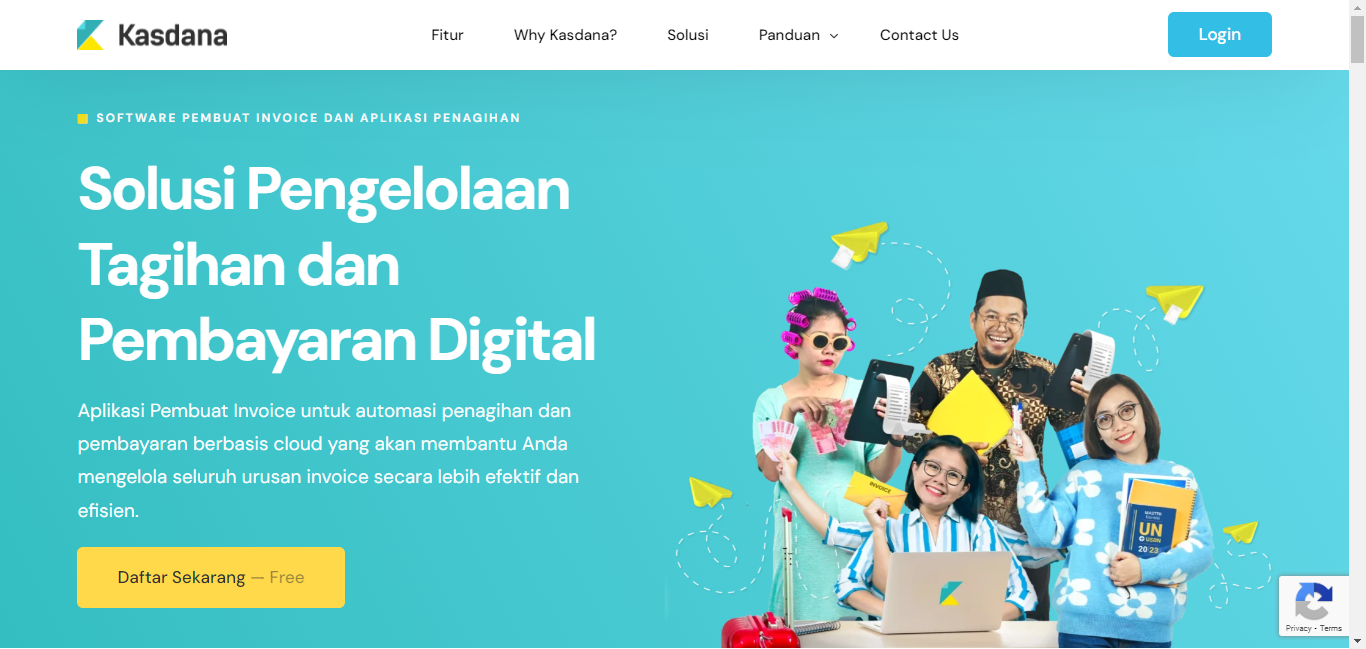 Kasdana
Fitur
Why Kasdana?
Solusi
Panduan
Contact Us
Login
SOFTWARE PEMBUAT INVOICE DAN APLIKASI PENAGIHAN
Solusi Pengelolaan
Tagihan dan
Pembayaran Digital
Aplikasi Pembuat Invoice untuk automasi penagihan dan
pembayaran berbasis cloud yang akan membantu Anda
mengelola seluruh urusan invoice secara lebih efektif dan
efisien.
Daftar Sekarang — Free
INVOICE
UN
USBN
2023
Privacy - Terms